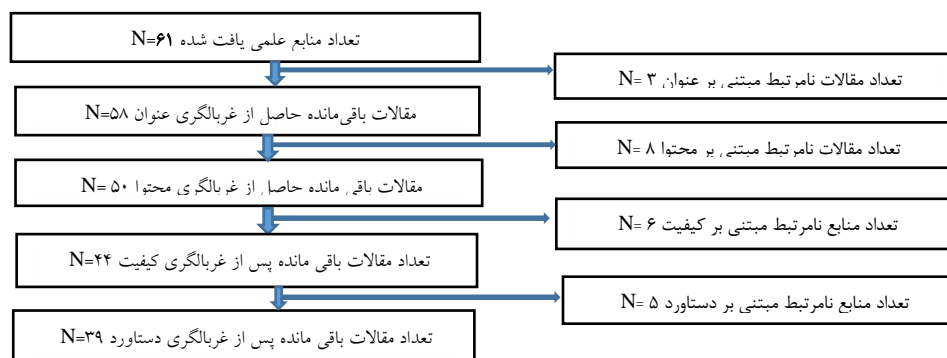 تعداد منابع علمی یافت شده N=۶۱
تعداد مقالات نامرتبط مبتنی بر عنوان N= ۳
مقالات باقی‌مانده حاصل از غربالگری عنوان N=۵۸
تعداد مقالات نامرتبط مبتنی بر محتوا N= ۸
مقالات باقی مانده حاصل از غربالگری محتوا N= ۵۰
تعداد منابع نامرتبط مبتنی بر کیفیت N= ۶
تعداد مقالات باقی مانده پس از غربالگری کیفیت N=۴۴
تعداد منابع نامرتبط مبتنی بر دستاورد N= ۵
تعداد مقالات باقی مانده پس از غربالگری دستاورد N=۳۹